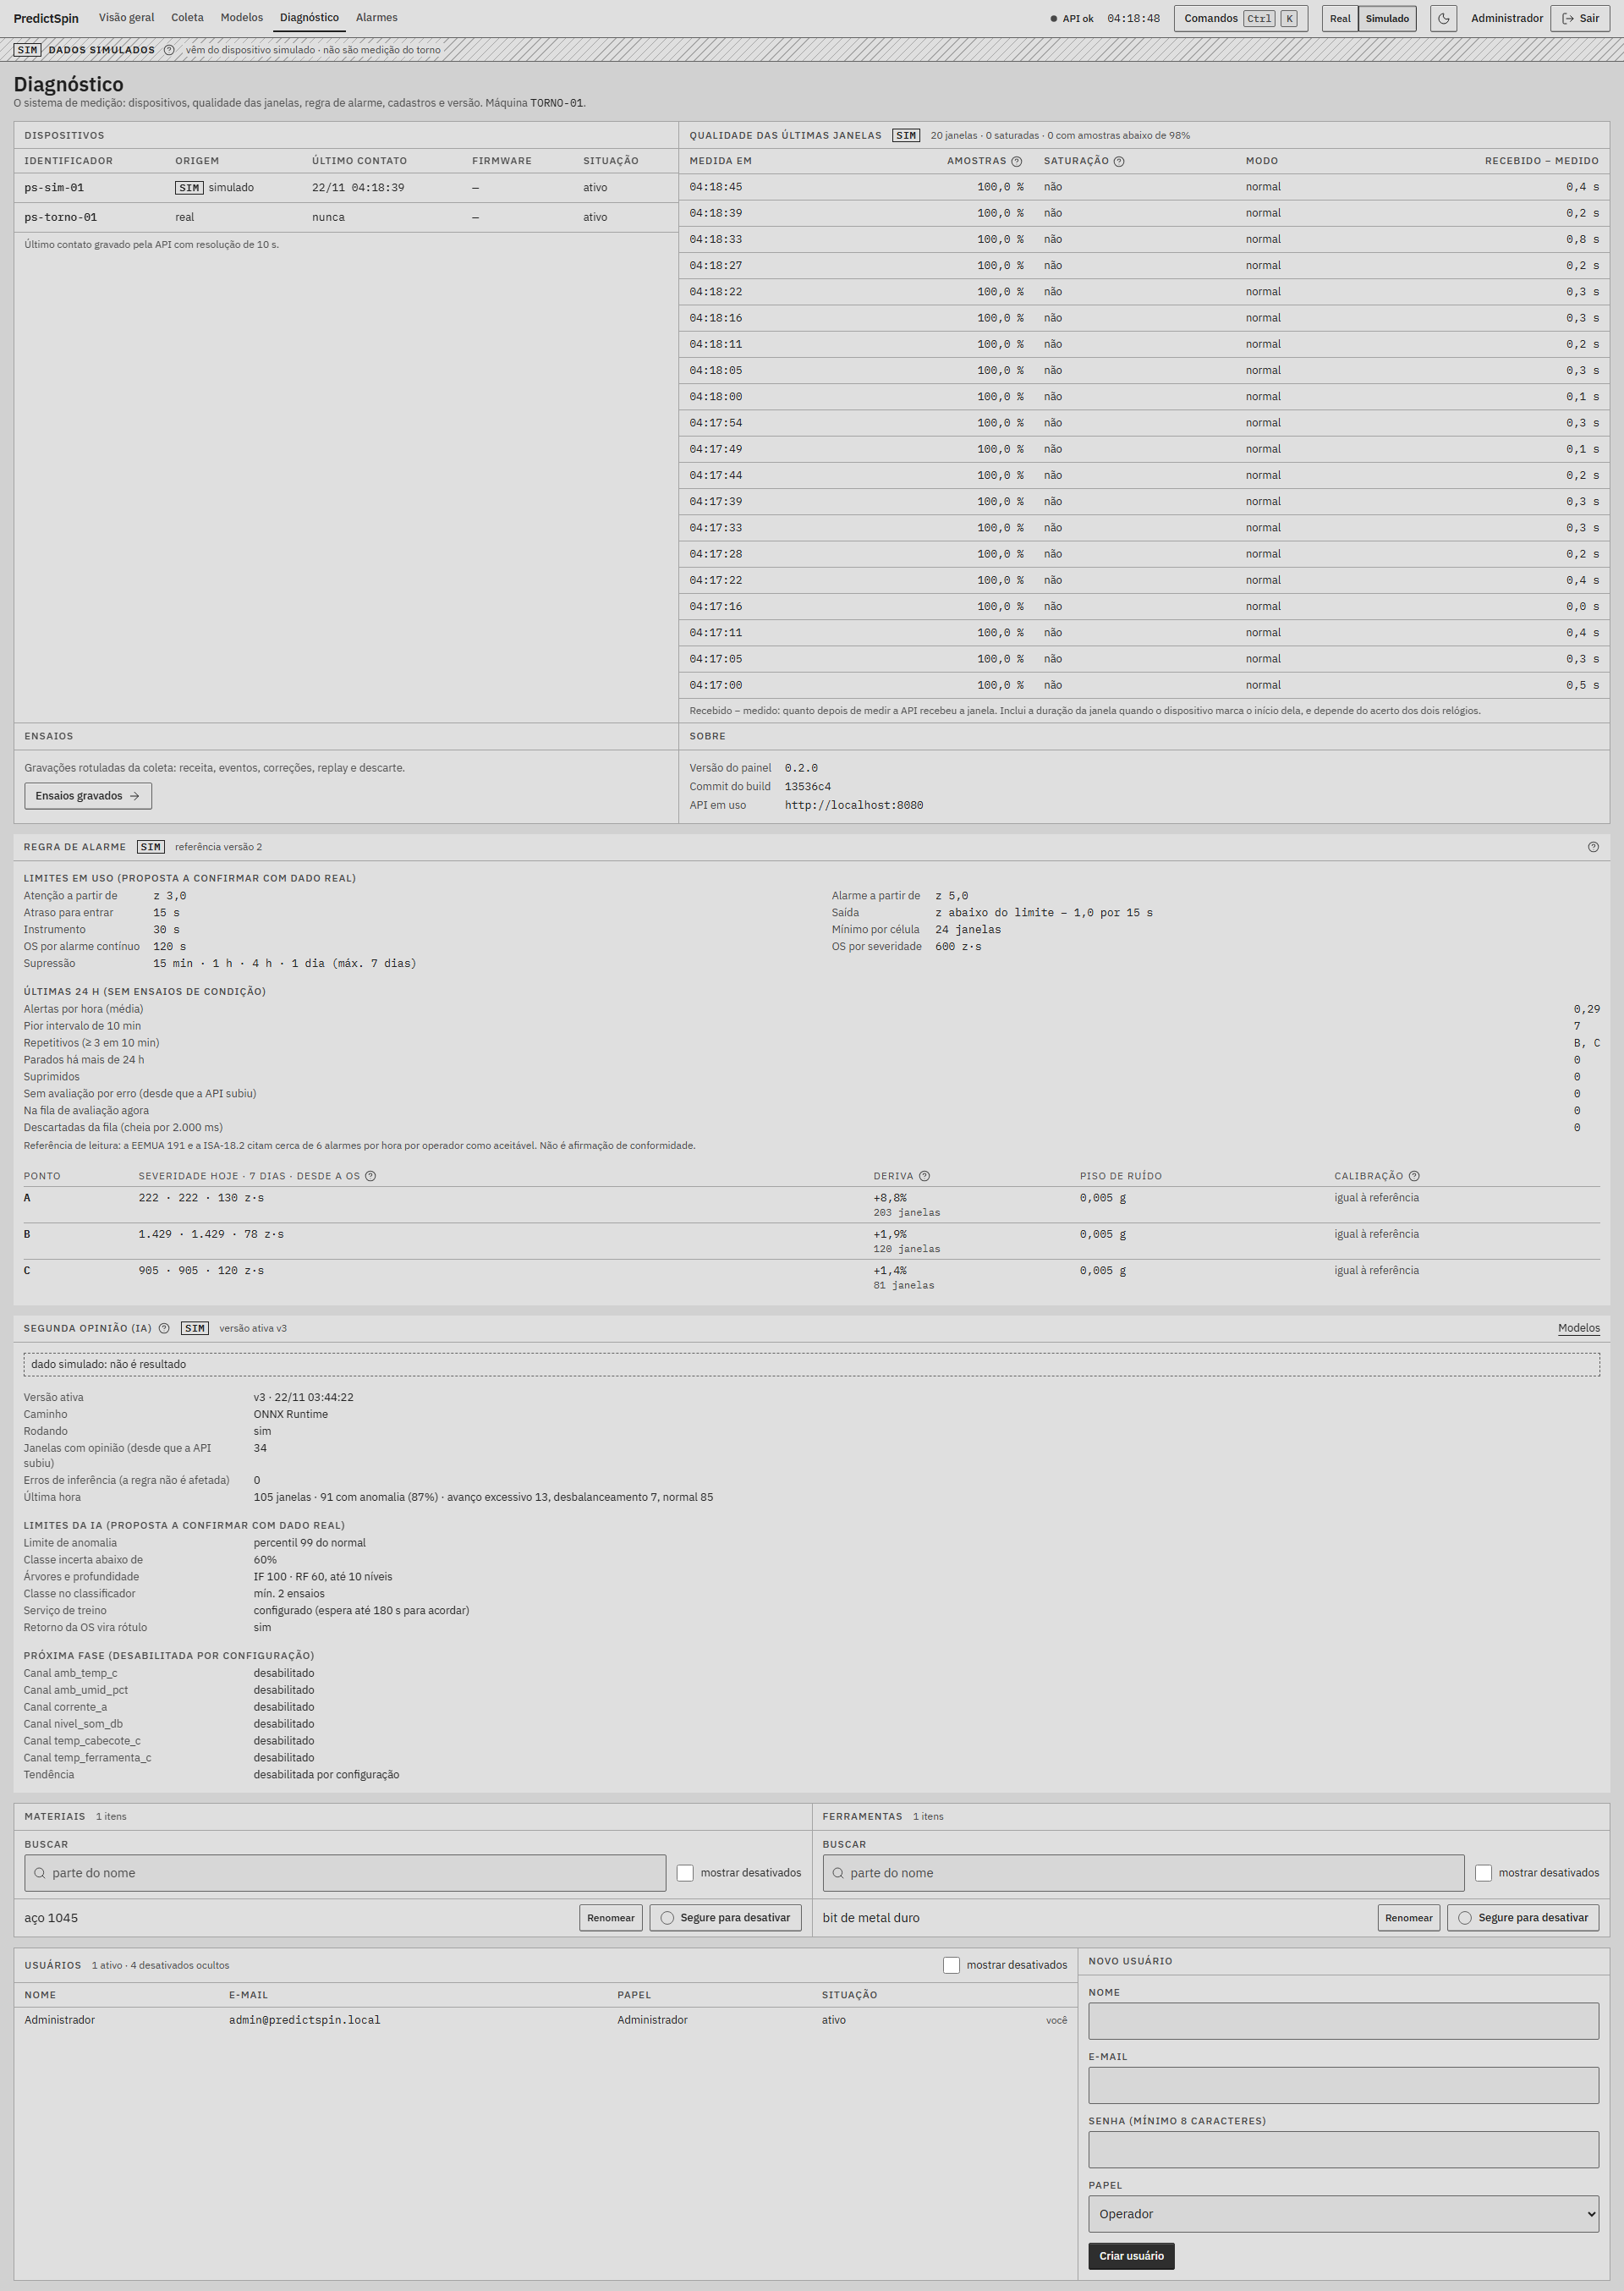 PredictSpin Visão geral Coleta Modelos Diagnóstico Alarmes API ok 04:18:48 Comandos Ctrl K Real Simulado Administrador Sair
SIM DADOS SIMULADOS vêm do dispositivo simulado · não são medição do torno
Diagnóstico
O sistema de medição: dispositivos, qualidade das janelas, regra de alarme, cadastros e versão. Máquina TORNO-01.
DISPOSITIVOS
IDENTIFICADOR ORIGEM ÚLTIMO CONTATO FIRMWARE SITUAÇÃO
ps-sim-01 SIM simulado 22/11 04:18:39 — ativo
ps-torno-01 real nunca — ativo
Último contato gravado pela API com resolução de 10 s.
QUALIDADE DAS ÚLTIMAS JANELAS SIM 20 janelas · 0 saturadas · 0 com amostras abaixo de 98%
MEDIDA EM AMOSTRAS SATURAÇÃO MODO RECEBIDO − MEDIDO
04:18:45 100,0 % não normal 0,4 s
04:18:39 100,0 % não normal 0,2 s
04:18:33 100,0 % não normal 0,8 s
04:18:27 100,0 % não normal 0,2 s
04:18:22 100,0 % não normal 0,3 s
04:18:16 100,0 % não normal 0,3 s
04:18:11 100,0 % não normal 0,2 s
04:18:05 100,0 % não normal 0,3 s
04:18:00 100,0 % não normal 0,1 s
04:17:54 100,0 % não normal 0,3 s
04:17:49 100,0 % não normal 0,1 s
04:17:44 100,0 % não normal 0,2 s
04:17:39 100,0 % não normal 0,3 s
04:17:33 100,0 % não normal 0,3 s
04:17:28 100,0 % não normal 0,2 s
04:17:22 100,0 % não normal 0,4 s
04:17:16 100,0 % não normal 0,0 s
04:17:11 100,0 % não normal 0,4 s
04:17:05 100,0 % não normal 0,3 s
04:17:00 100,0 % não normal 0,5 s
Recebido − medido: quanto depois de medir a API recebeu a janela. Inclui a duração da janela quando o dispositivo marca o início dela, e depende do acerto dos dois relógios.
ENSAIOS
Gravações rotuladas da coleta: receita, eventos, correções, replay e descarte.
Ensaios gravados →
SOBRE
Versão do painel 0.2.0
Commit do build 13536c4
API em uso http://localhost:8080
REGRA DE ALARME SIM referência versão 2
LIMITES EM USO (PROPOSTA A CONFIRMAR COM DADO REAL)
Atenção a partir de z 3,0 Alarme a partir de z 5,0
Atraso para entrar 15 s Saída z abaixo do limite − 1,0 por 15 s
Instrumento 30 s Mínimo por célula 24 janelas
OS por alarme contínuo 120 s OS por severidade 600 z·s
Supressão 15 min · 1 h · 4 h · 1 dia (máx. 7 dias)
ÚLTIMAS 24 H (SEM ENSAIOS DE CONDIÇÃO)
Alertas por hora (média) 0,29
Pior intervalo de 10 min 7
Repetitivos (≥ 3 em 10 min) B, C
Parados há mais de 24 h 0
Suprimidos 0
Sem avaliação por erro (desde que a API subiu) 0
Na fila de avaliação agora 0
Descartadas da fila (cheia por 2.000 ms) 0
Referência de leitura: a EEMUA 191 e a ISA-18.2 citam cerca de 6 alarmes por hora por operador como aceitável. Não é afirmação de conformidade.
PONTO SEVERIDADE HOJE · 7 DIAS · DESDE A OS DERIVA PISO DE RUÍDO CALIBRAÇÃO
A 222 · 222 · 130 z·s +8,8% 0,005 g igual à referência
203 janelas
B 1.429 · 1.429 · 78 z·s +1,9% 0,005 g igual à referência
120 janelas
C 905 · 905 · 120 z·s +1,4% 0,005 g igual à referência
81 janelas
SEGUNDA OPINIÃO (IA) SIM versão ativa v3 Modelos
dado simulado: não é resultado
Versão ativa v3 · 22/11 03:44:22
Caminho ONNX Runtime
Rodando sim
Janelas com opinião (desde que a API subiu) 34
Erros de inferência (a regra não é afetada) 0
Última hora 105 janelas · 91 com anomalia (87%) · avanço excessivo 13, desbalanceamento 7, normal 85
LIMITES DA IA (PROPOSTA A CONFIRMAR COM DADO REAL)
Limite de anomalia percentil 99 do normal
Classe incerta abaixo de 60%
Árvores e profundidade IF 100 · RF 60, até 10 níveis
Classe no classificador mín. 2 ensaios
Serviço de treino configurado (espera até 180 s para acordar)
Retorno da OS vira rótulo sim
PRÓXIMA FASE (DESABILITADA POR CONFIGURAÇÃO)
Canal amb_temp_c desabilitado
Canal amb_umid_pct desabilitado
Canal corrente_a desabilitado
Canal nivel_som_db desabilitado
Canal temp_cabecote_c desabilitado
Canal temp_ferramenta_c desabilitado
Tendência desabilitada por configuração
MATERIAIS 1 itens
BUSCAR
parte do nome mostrar desativados
aço 1045 Renomear Segure para desativar
FERRAMENTAS 1 itens
BUSCAR
parte do nome mostrar desativados
bit de metal duro Renomear Segure para desativar
USUÁRIOS 1 ativo · 4 desativados ocultos mostrar desativados
NOME E-MAIL PAPEL SITUAÇÃO
Administrador admin@predictspin.local Administrador ativo você
NOVO USUÁRIO
NOME
E-MAIL
SENHA (MÍNIMO 8 CARACTERES)
PAPEL
Operador
Criar usuário